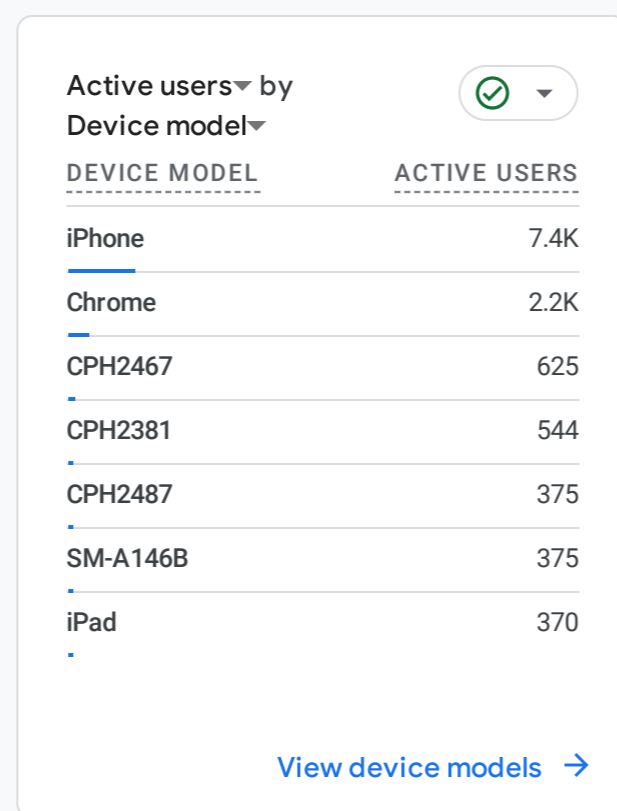 Active users by
Device model
DEVICE MODEL ACTIVE USERS
iPhone 7.4K
Chrome 2.2K
CPH2467 625
CPH2381 544
CPH2487 375
SM-A146B 375
iPad 370
View device models